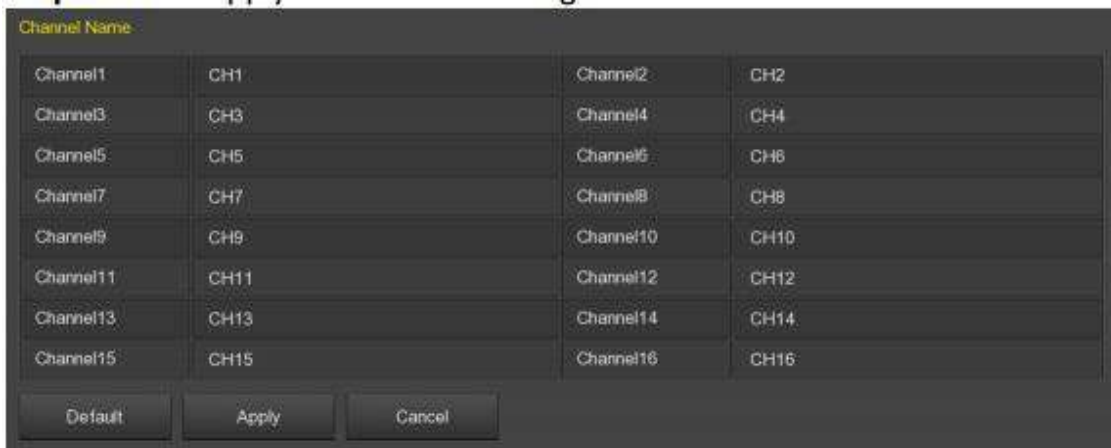 Channel Name
Channel1 CH1 Channel2 CH2
Channel3 CH3 Channel4 CH4
Channel5 CH5 Channel6 CH6
Channel7 CH7 Channel8 CH8
Channel9 CH9 Channel10 CH10
Channel11 CH11 Channel12 CH12
Channel13 CH13 Channel14 CH14
Channel15 CH15 Channel16 CH16
Default Apply Cancel